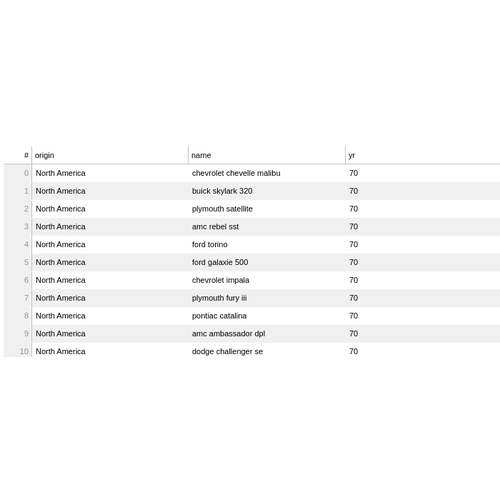 # origin name yr
0 North America chevrolet chevelle malibu 70
1 North America buick skylark 320 70
2 North America plymouth satellite 70
3 North America amc rebel sst 70
4 North America ford torino 70
5 North America ford galaxie 500 70
6 North America chevrolet impala 70
7 North America plymouth fury iii 70
8 North America pontiac catalina 70
9 North America amc ambassador dpl 70
10 North America dodge challenger se 70